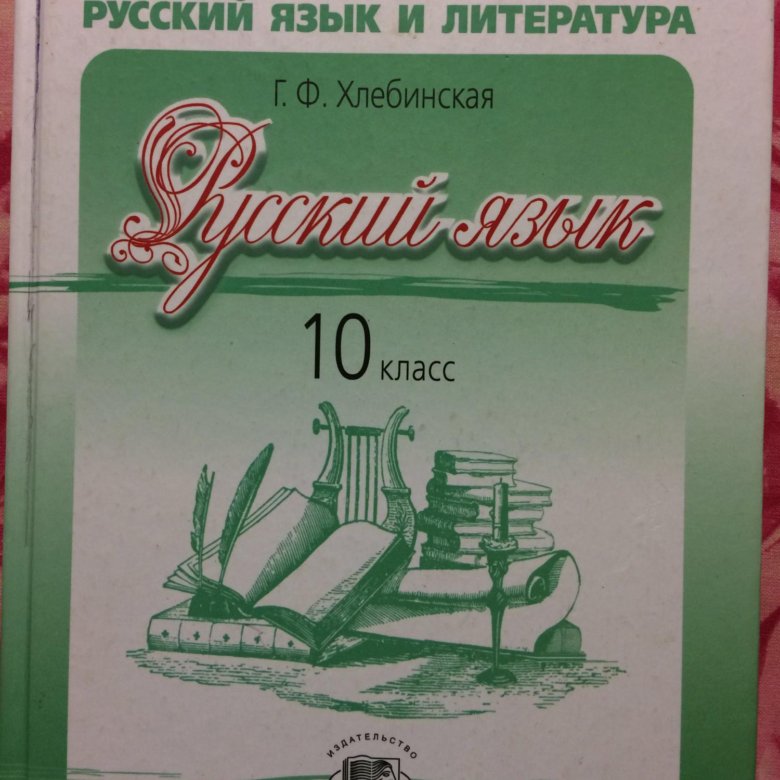 РУССКИЙ ЯЗЫК И ЛИТЕРАТУРА
Г. Ф. Хлебинская
Русский язык
10 класс
ИЗДАТЕЛЬСТВО